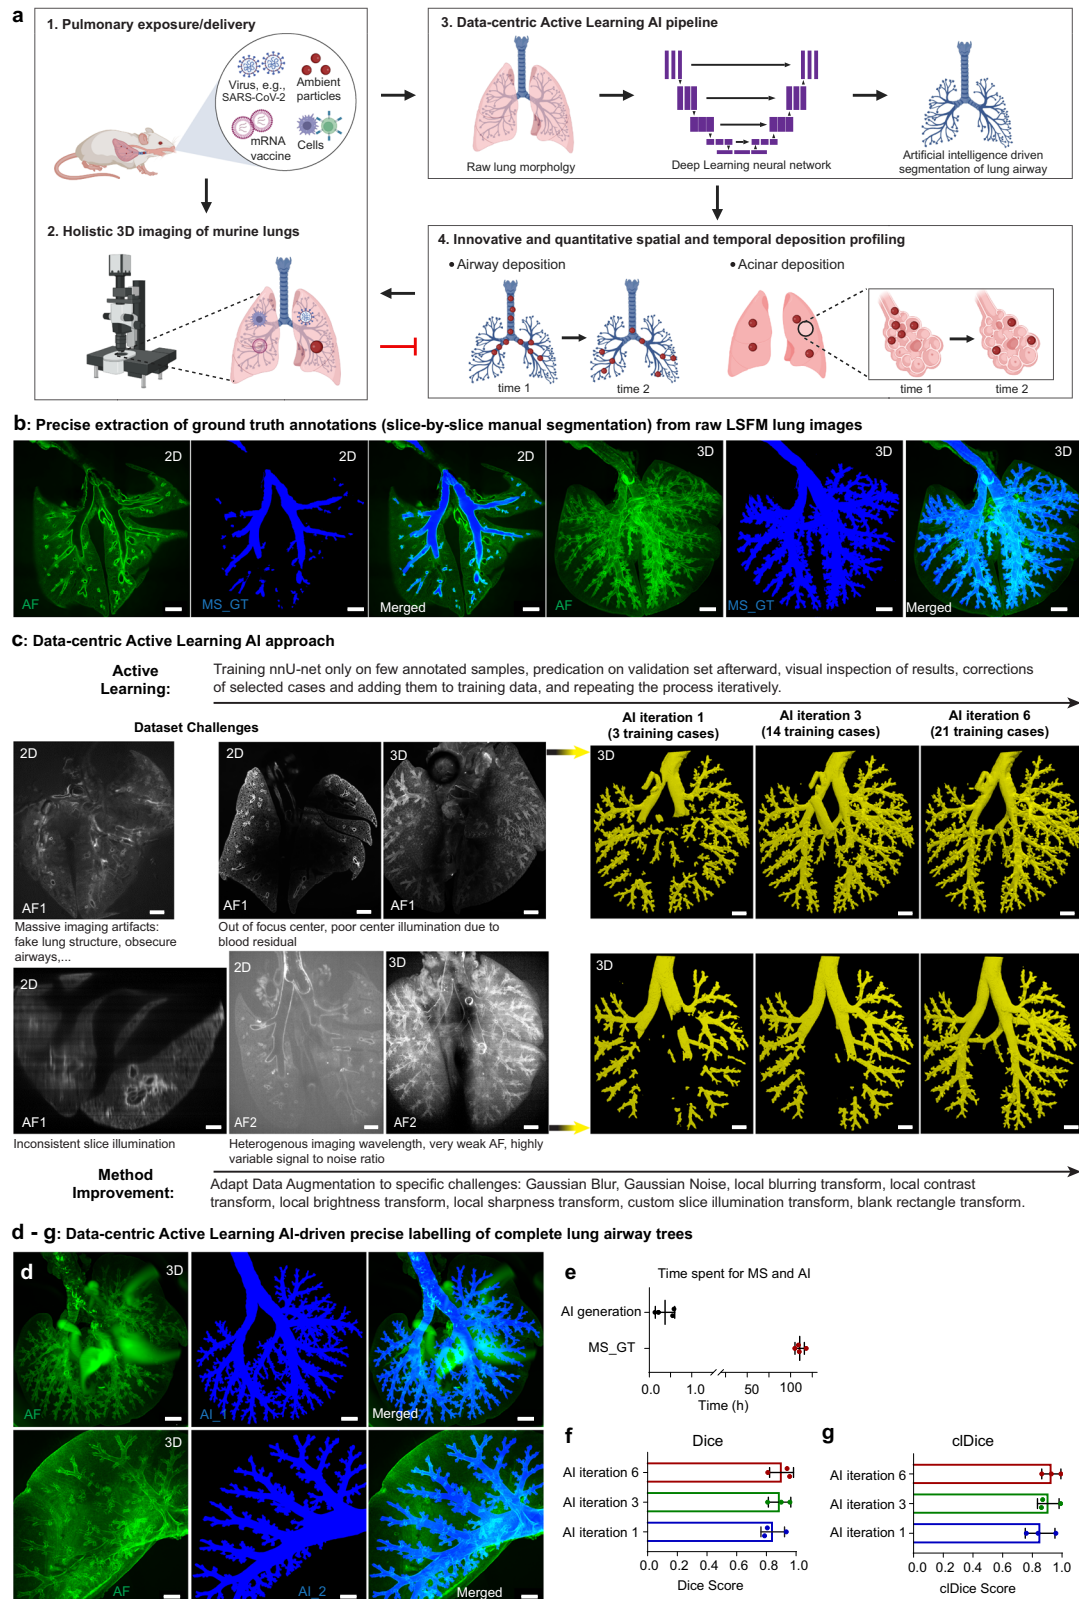 a
1. Pulmonary exposure/delivery
Virus, e.g.,
SARS-CoV-2
Ambient
particles
mRNA
vaccine
Cells
2. Holistic 3D imaging of murine lungs
3. Data-centric Active Learning AI pipeline
Raw lung morpholgy
Deep Learning neural network
Artificial intelligence driven
segmentation of lung airway
4. Innovative and quantitative spatial and temporal deposition profiling
• Airway deposition
• Acinar deposition
time 1
time 2
time 1
time 2
b: Precise extraction of ground truth annotations (slice-by-slice manual segmentation) from raw LSFM lung images
2D
AF
2D
MS_GT
2D
Merged
3D
AF
3D
MS_GT
3D
Merged
c: Data-centric Active Learning AI approach
Active
Learning:
Training nnU-net only on few annotated samples, predication on validation set afterward, visual inspection of results, corrections
of selected cases and adding them to training data, and repeating the process iteratively.
Dataset Challenges
AI iteration 1
(3 training cases)
AI iteration 3
(14 training cases)
AI iteration 6
(21 training cases)
2D
AF1
2D
AF1
3D
AF1
3D
Massive imaging artifacts:
fake lung structure, obsecure
airways,...
Out of focus center, poor center illumination due to
blood residual
2D
AF1
2D
AF2
3D
AF2
3D
Inconsistent slice illumination
Heterogenous imaging wavelength, very weak AF, highly
variable signal to noise ratio
Method
Improvement:
Adapt Data Augmentation to specific challenges: Gaussian Blur, Gaussian Noise, local blurring transform, local contrast
transform, local brightness transform, local sharpness transform, custom slice illumination transform, blank rectangle transform.
d - g: Data-centric Active Learning AI-driven precise labelling of complete lung airway trees
d
3D
AF
AI_1
Merged
3D
AF
AI_2
Merged
e
Time spent for MS and AI
AI generation
MS_GT
0.0
1.0
50
100
Time (h)
f
Dice
AI iteration 6
AI iteration 3
AI iteration 1
0.0
0.2
0.4
0.6
0.8
1.0
Dice Score
g
clDice
AI iteration 6
AI iteration 3
AI iteration 1
0.0
0.2
0.4
0.6
0.8
1.0
clDice Score